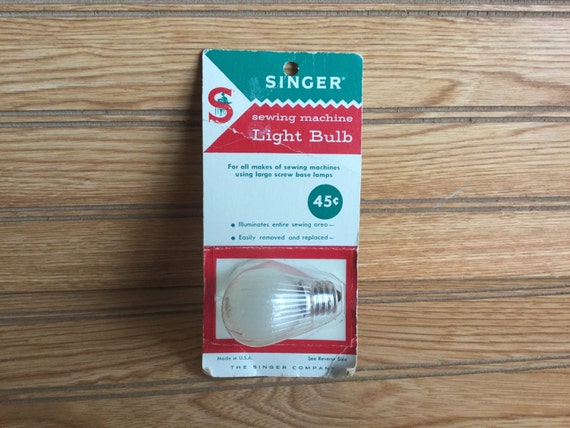 SINGER®
S
sewing machine
Light Bulb
For all makes of sewing machines
using large screw base lamps
45¢
• Illuminates entire sewing area—
• Easily removed and replaced—
Made in U.S.A. See Reverse Side
THE SINGER COMPANY